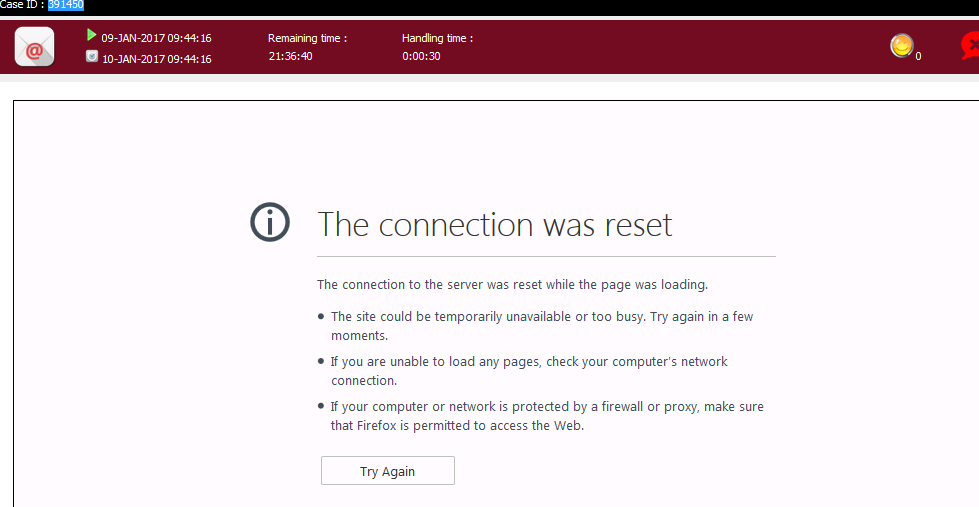 Case ID : 391450
09-JAN-2017 09:44:16 Remaining time : Handling time :
10-JAN-2017 09:44:16 21:36:40 0:00:30 0
The connection was reset
The connection to the server was reset while the page was loading.
• The site could be temporarily unavailable or too busy. Try again in a few
moments.
• If you are unable to load any pages, check your computer's network
connection.
• If your computer or network is protected by a firewall or proxy, make sure
that Firefox is permitted to access the Web.
Try Again